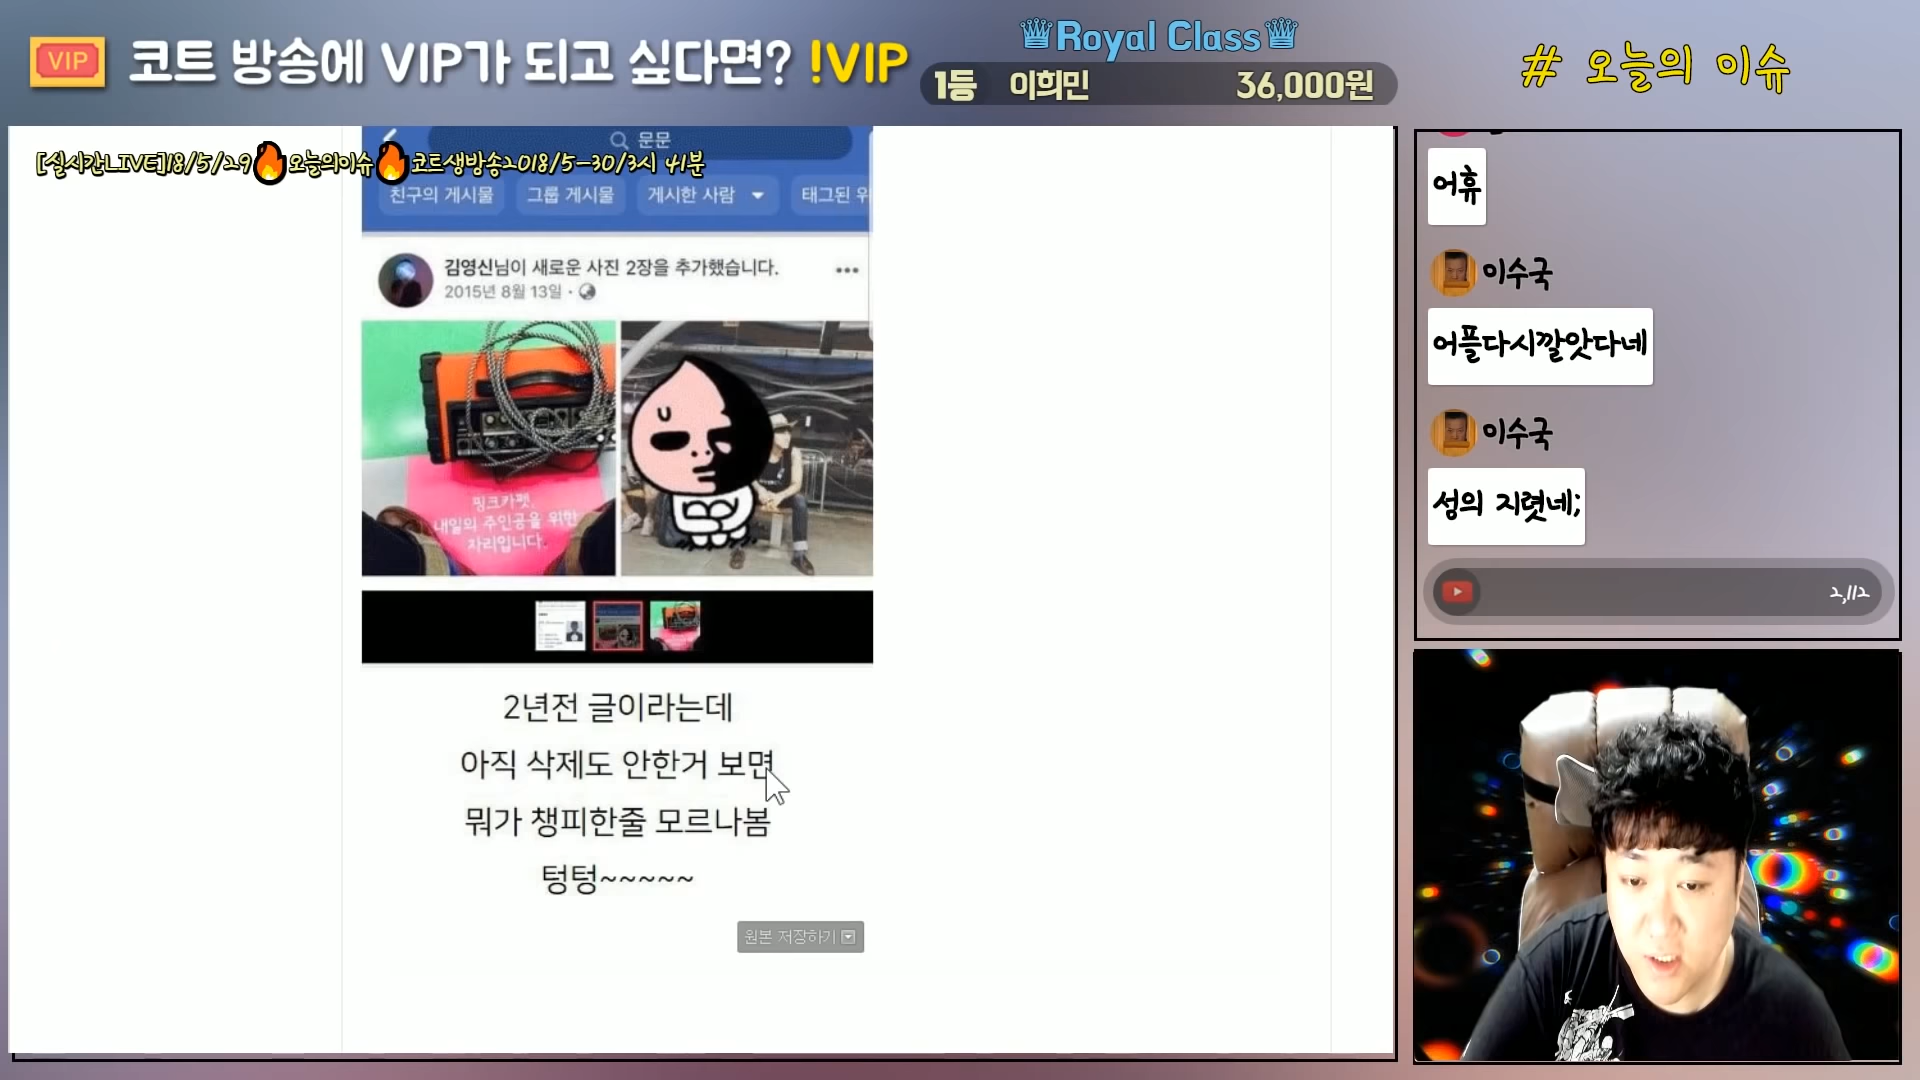 VIP 코트 방송에 VIP가 되고 싶다면? !VIP
Royal Class
1등 이희민 36,000원
# 오늘의 이슈
문문
[실시간LIVE]18/5/29 오늘의이슈 코트생방송2018/5-30/3시 41분
친구의 게시물 그룹 게시물 게시한 사람 태그된 위
김영신님이 새로운 사진 2장을 추가했습니다.
2015년 8월 13일
핑크카펫,
내일의 주인공을 위한
자리입니다.
2년전 글이라는데
아직 삭제도 안한거 보면
뭐가 챙피한줄 모르나봄
텅텅~~~~~
원본 저장하기
어휴
이수국
어플다시깔앗다네
이수국
성의 지렷네;
2,112